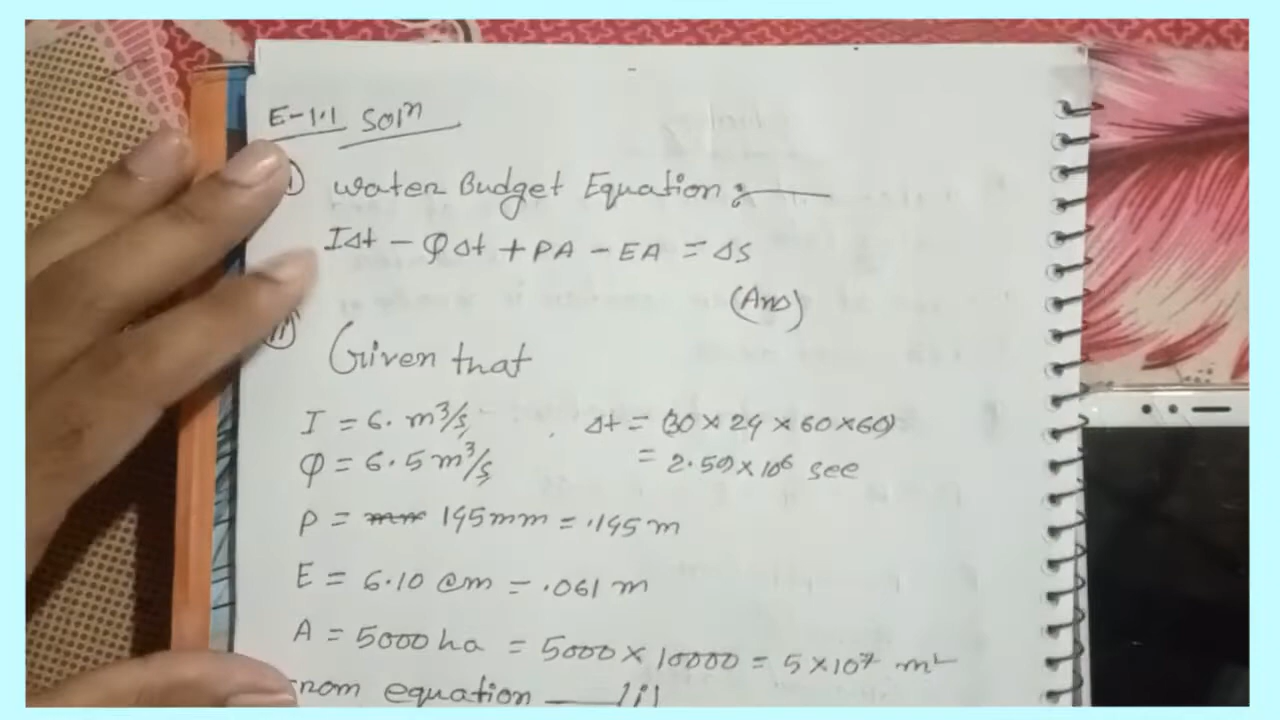 E-1.1 Solⁿ
water Budget Equation :—
IΔt - QΔt + PA - EA = ΔS
(Ans)
(ii) Given that
I = 6. m³/s, Δt = (30×24×60×60)
Q = 6.5 m³/s, = 2.59×10⁶ sec
P = 145mm = .145 m
E = 6.10 cm = .061 m
A = 5000 ha = 5000 × 10000 = 5×10⁷ m²
equation — (i)